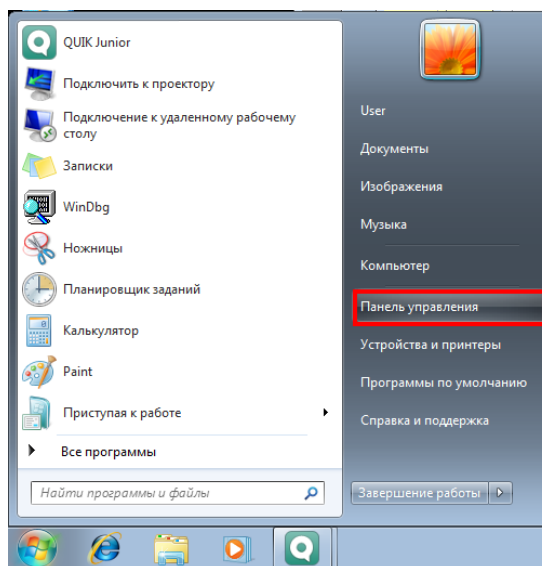 QUIK Junior
Подключить к проектору
Подключение к удаленному рабочему
столу
Записки
WinDbg
Ножницы
Планировщик заданий
Калькулятор
Paint
Приступая к работе
Все программы
Найти программы и файлы
User
Документы
Изображения
Музыка
Компьютер
Панель управления
Устройства и принтеры
Программы по умолчанию
Справка и поддержка
Завершение работы